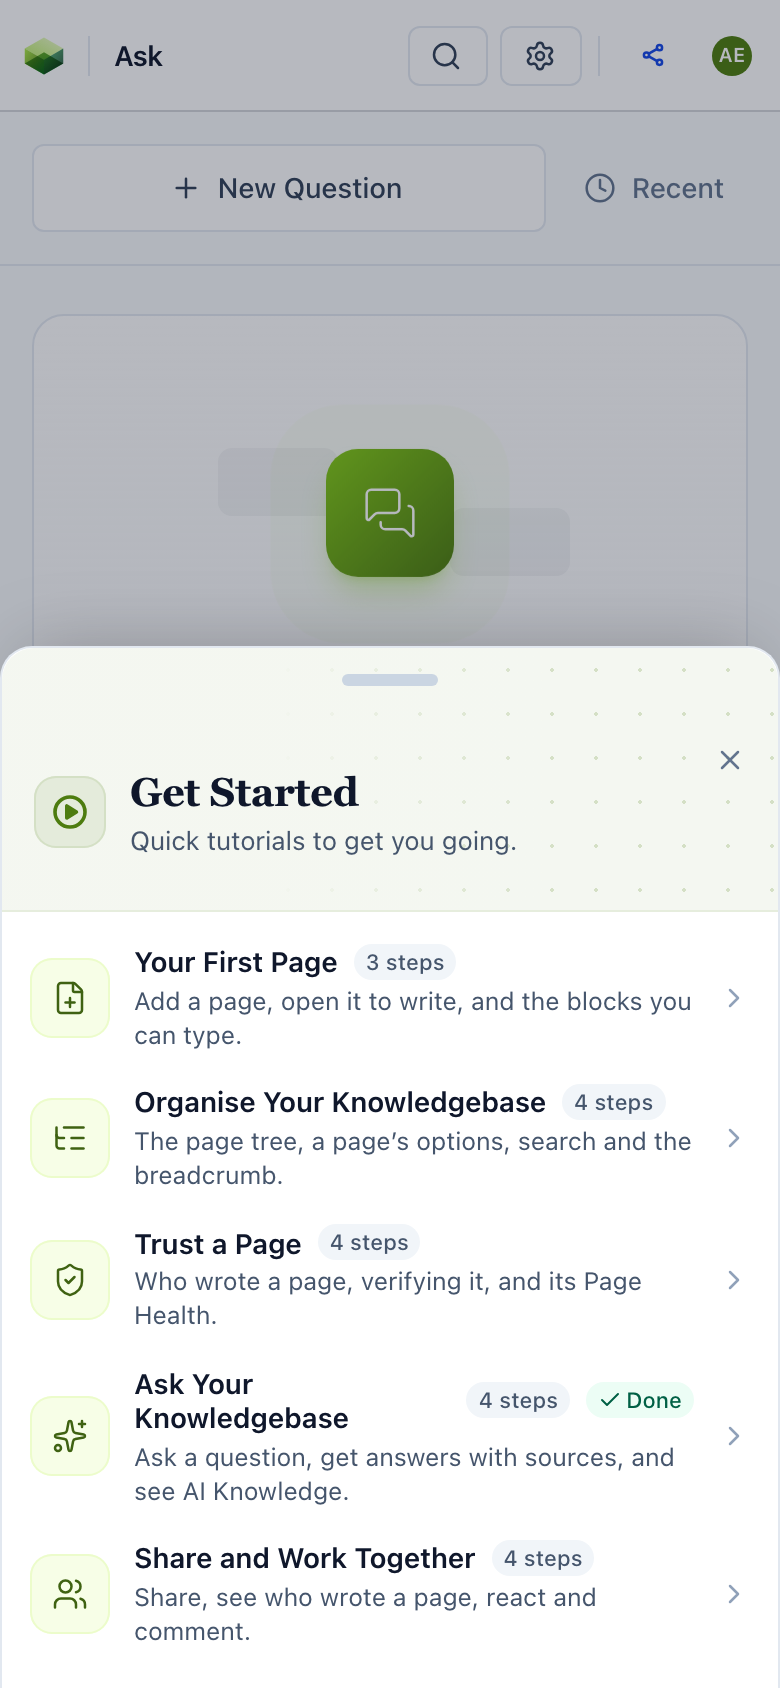 Ask
AE
New Question
Recent
Get Started
Quick tutorials to get you going.
Your First Page 3 steps
Add a page, open it to write, and the blocks you
can type.
Organise Your Knowledgebase 4 steps
The page tree, a page’s options, search and the
breadcrumb.
Trust a Page 4 steps
Who wrote a page, verifying it, and its Page
Health.
Ask Your
Knowledgebase
4 steps Done
Ask a question, get answers with sources, and
see AI Knowledge.
Share and Work Together 4 steps
Share, see who wrote a page, react and
comment.